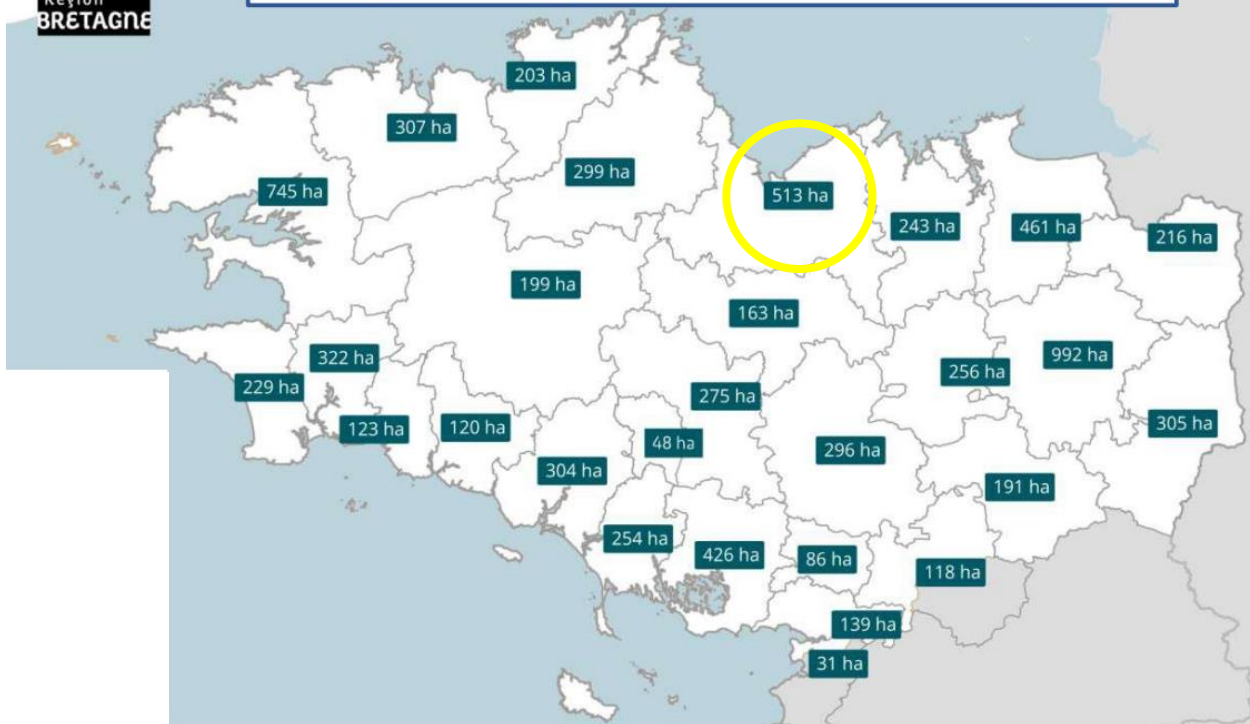 Région
BRETAGNE
203 ha
307 ha
299 ha
745 ha
513 ha
243 ha
461 ha
216 ha
199 ha
163 ha
322 ha
229 ha
256 ha
992 ha
275 ha
305 ha
123 ha
120 ha
48 ha
296 ha
304 ha
191 ha
254 ha
426 ha
86 ha
118 ha
139 ha
31 ha